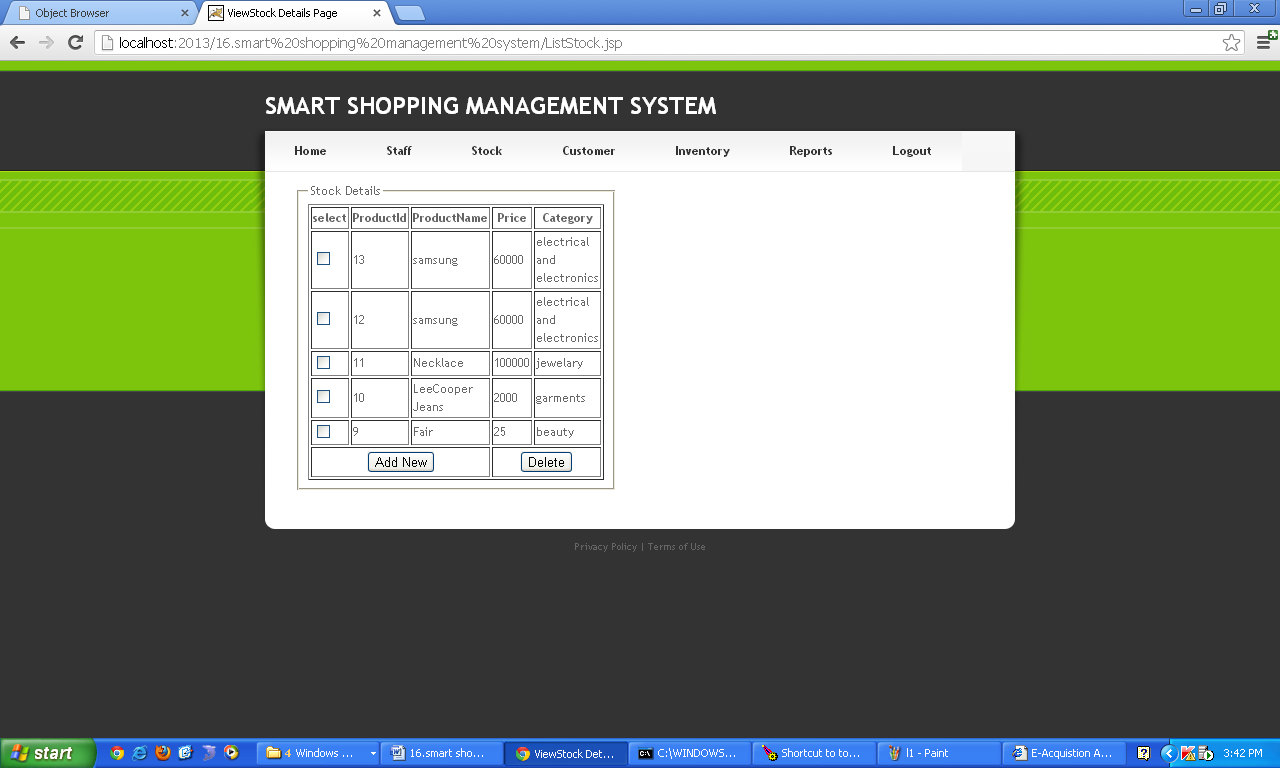 Object Browser
ViewStock Details Page
localhost:2013/16.smart%20shopping%20management%20system/ListStock.jsp
SMART SHOPPING MANAGEMENT SYSTEM
Home Staff Stock Customer Inventory Reports Logout
Stock Details
select ProductId ProductName Price Category
13 samsung 60000 electrical
and
electronics
12 samsung 60000 electrical
and
electronics
11 Necklace 100000 jewelary
10 LeeCooper 2000 garments
Jeans
9 Fair 25 beauty
Add New Delete
Privacy Policy | Terms of Use
start 4 Windows ... 16.smart sho... ViewStock Det... C:\WINDOWS... Shortcut to to... l1 - Paint E-Acquistion A... 3:42 PM